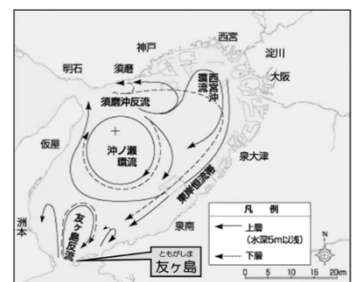 西宮
神戸
淀川
明石
須磨
大阪
西宮沖
環流
須磨沖反流
仮屋
沖ノ瀬
環流
泉大津
東岸恒流帯
洲本
友ヶ島反流
泉南
凡 例
上層
(水深5m以浅)
下層
ともがしま
友ヶ島
N
0 5 10 15 20km